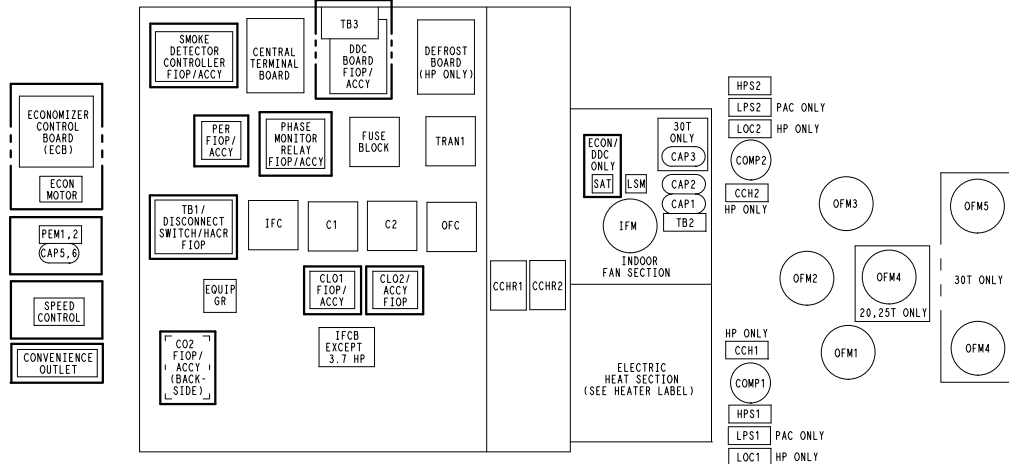 ECONOMIZER
CONTROL
BOARD
(ECB)
ECON
MOTOR
PEM1,2
CAP5,6
SPEED
CONTROL
CONVENIENCE
OUTLET
SMOKE
DETECTOR
CONTROLLER
FIOP/ACCY
CENTRAL
TERMINAL
BOARD
TB3
DDC
BOARD
FIOP/
ACCY
DEFROST
BOARD
(HP ONLY)
PER
FIOP/
ACCY
PHASE
MONITOR
RELAY
FIOP/ACCY
FUSE
BLOCK
TRAN1
TB1/
DISCONNECT
SWITCH/HACR
FIOP
IFC
C1
C2
OFC
EQUIP
GR
CLO1
FIOP/
ACCY
CLO2/
ACCY
FIOP
CO2
FIOP/
ACCY
(BACK-
SIDE)
IFCB
EXCEPT
3.7 HP
CCHR1
CCHR2
ECON/
DDC
ONLY
SAT
LSM
30T
ONLY
CAP3
CAP2
CAP1
TB2
IFM
INDOOR
FAN SECTION
ELECTRIC
HEAT SECTION
(SEE HEATER LABEL)
HPS2
LPS2 PAC ONLY
LOC2 HP ONLY
COMP2
CCH2
HP ONLY
HP ONLY
CCH1
COMP1
HPS1
LPS1 PAC ONLY
LOC1 HP ONLY
OFM3
OFM2
OFM1
OFM4
20,25T ONLY
OFM5
30T ONLY
OFM4